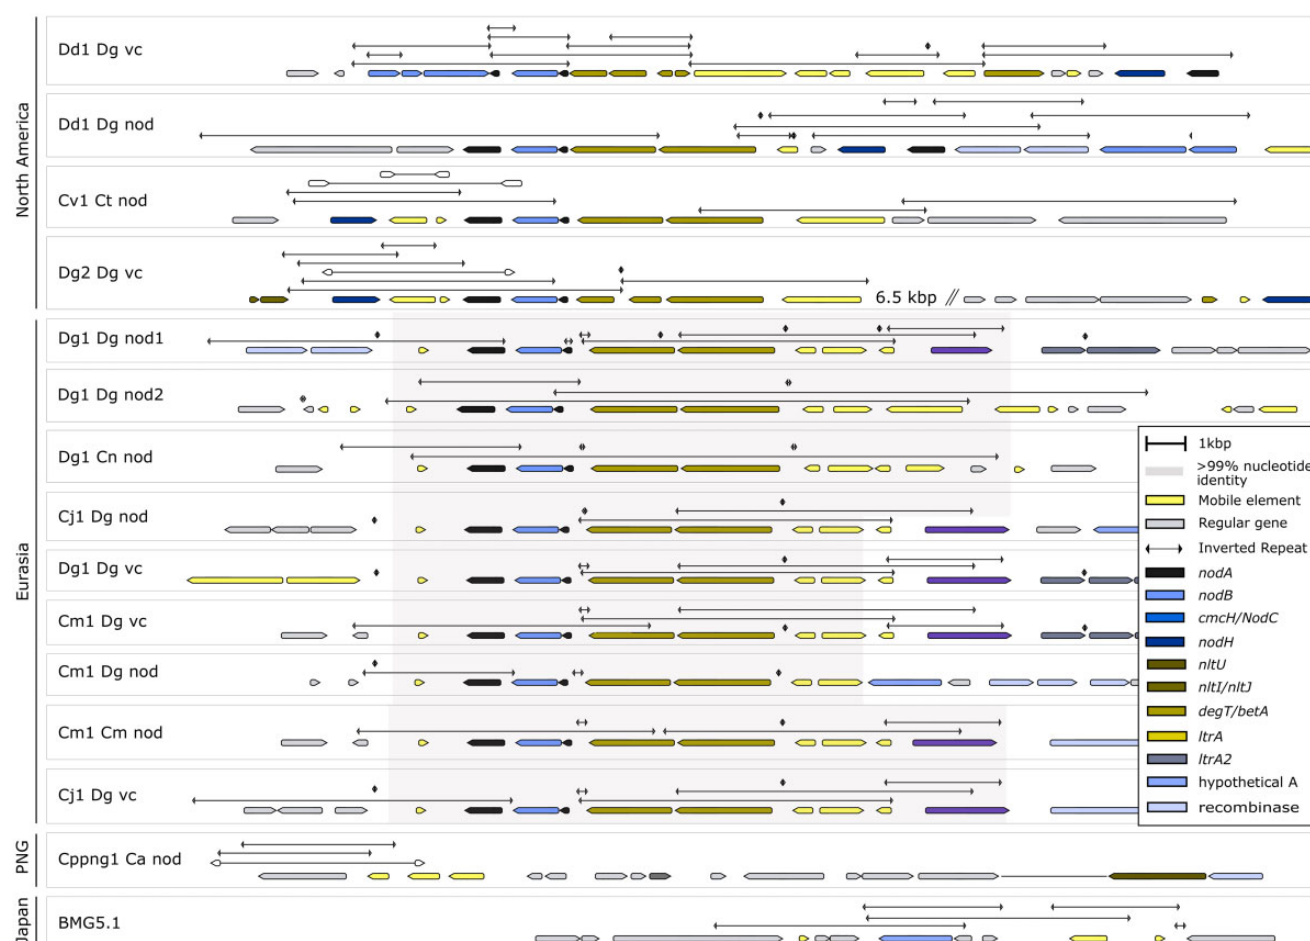 North America
Dd1 Dg vc
Dd1 Dg nod
Cv1 Ct nod
Dg2 Dg vc
6.5 kbp //
Eurasia
Dg1 Dg nod1
Dg1 Dg nod2
Dg1 Cn nod
Cj1 Dg nod
Dg1 Dg vc
Cm1 Dg vc
Cm1 Dg nod
Cm1 Cm nod
Cj1 Dg vc
PNG
Cppng1 Ca nod
Japan
BMG5.1
1kbp
>99% nucleotide
identity
Mobile element
Regular gene
Inverted Repeat
nodA
nodB
cmcH/NodC
nodH
nltU
nltI/nltJ
degT/betA
ltrA
ltrA2
hypothetical A
recombinase